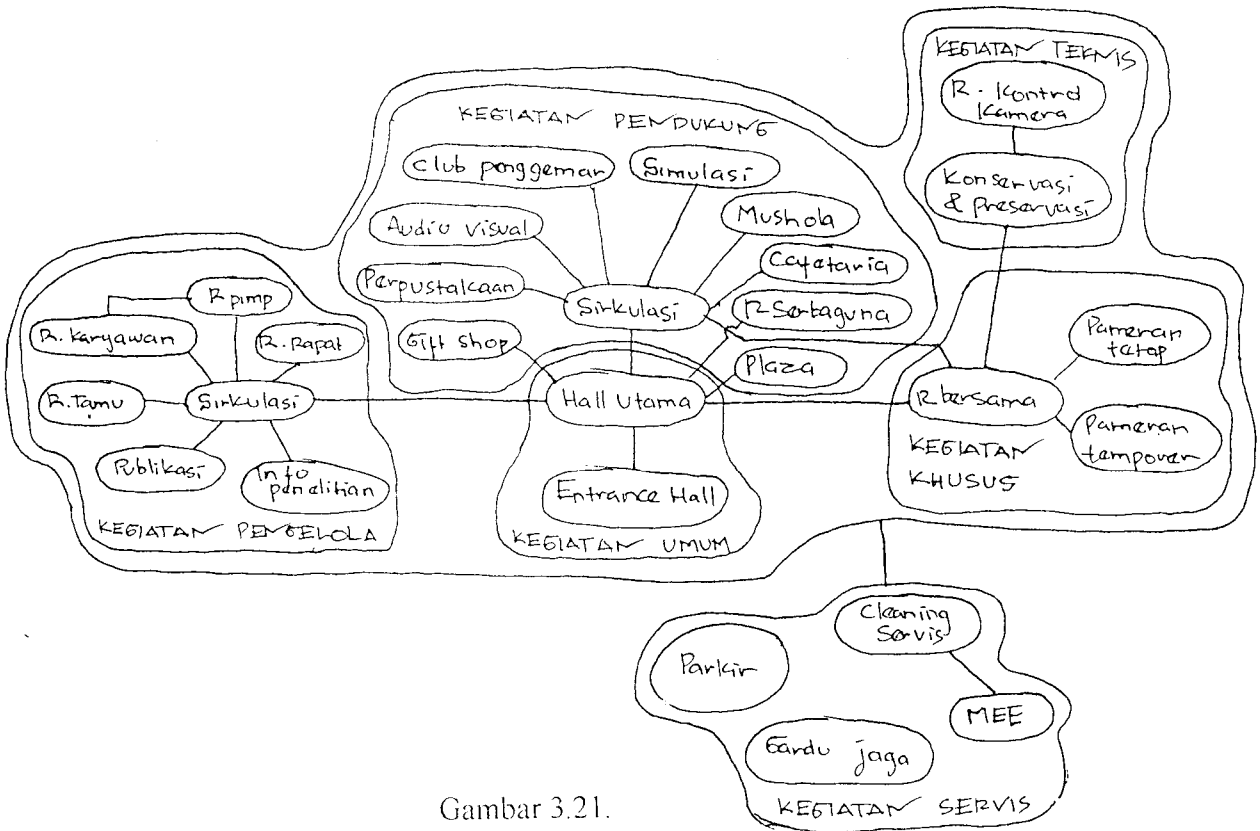 KEGIATAN TEKNIS
R. Kontrol
Kamera
Konservasi
& preservasi
KEGIATAN PENDUKUNG
Club penggemar
Simulasi
Audio visual
Mushola
Perpustakaan
Cafetaria
Sirkulasi
R Serbaguna
Gift Shop
Plaza
R pimp
R. Karyawan
R. Rapat
R. Tamu
Sirkulasi
Publikasi
Info
penelitian
KEGIATAN PENGELOLA
Hall Utama
Entrance Hall
KEGIATAN UMUM
R bersama
Pameran
tetap
Pameran
temporer
KEGIATAN
KHUSUS
Cleaning
Servis
Parkir
MEE
Gardu jaga
KEGIATAN SERVIS
Gambar 3.21.